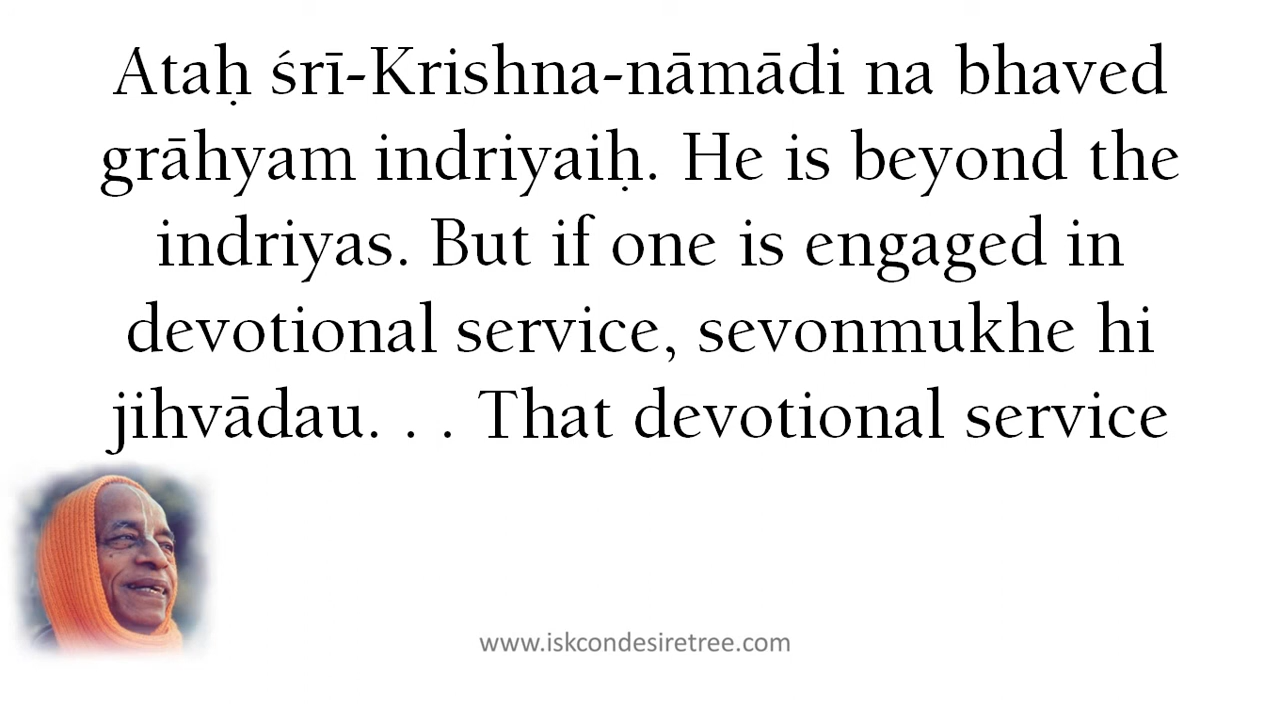 Ataḥ śrī-Krishna-nāmādi na bhaved
grāhyam indriyaiḥ. He is beyond the
indriyas. But if one is engaged in
devotional service, sevonmukhe hi
jihvādau. . . That devotional service
www.iskcondesiretree.com